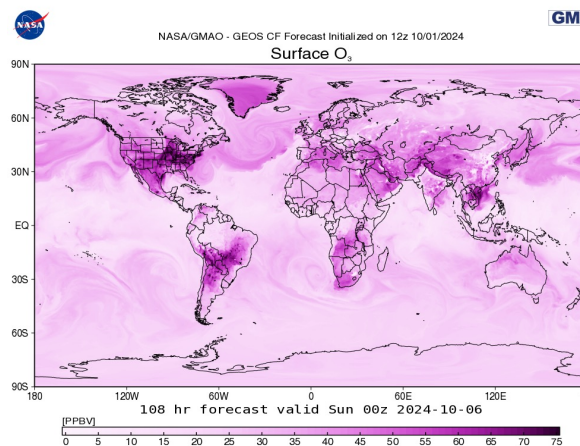 NASA
GM
NASA/GMAO - GEOS CF Forecast Initialized on 12z 10/01/2024
Surface O₃
90N
60N
30N
EQ
30S
60S
90S
180 120W 60W 0 60E 120E
108 hr forecast valid Sun 00z 2024-10-06
[PPBV]
0 5 10 15 20 25 30 35 40 45 50 55 60 65 70 75